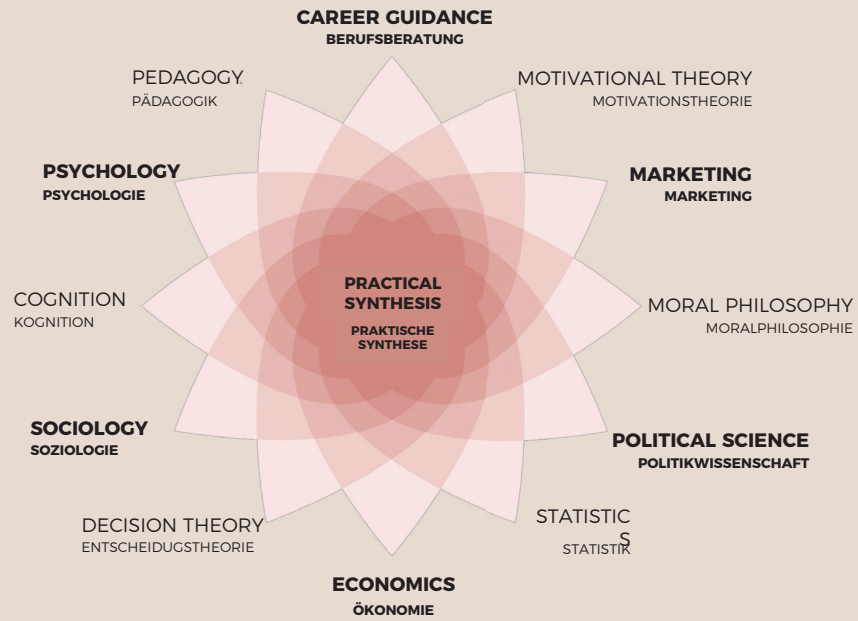 CAREER GUIDANCE
BERUFSBERATUNG
PEDAGOGY
PÄDAGOGIK
MOTIVATIONAL THEORY
MOTIVATIONSTHEORIE
PSYCHOLOGY
PSYCHOLOGIE
MARKETING
MARKETING
COGNITION
KOGNITION
PRACTICAL
SYNTHESIS
PRAKTISCHE
SYNTHESE
MORAL PHILOSOPHY
MORALPHILOSOPHIE
SOCIOLOGY
SOZIOLOGIE
POLITICAL SCIENCE
POLITIKWISSENSCHAFT
DECISION THEORY
ENTSCHEIDUGSTHEORIE
STATISTIC
S
STATISTIK
ECONOMICS
ÖKONOMIE